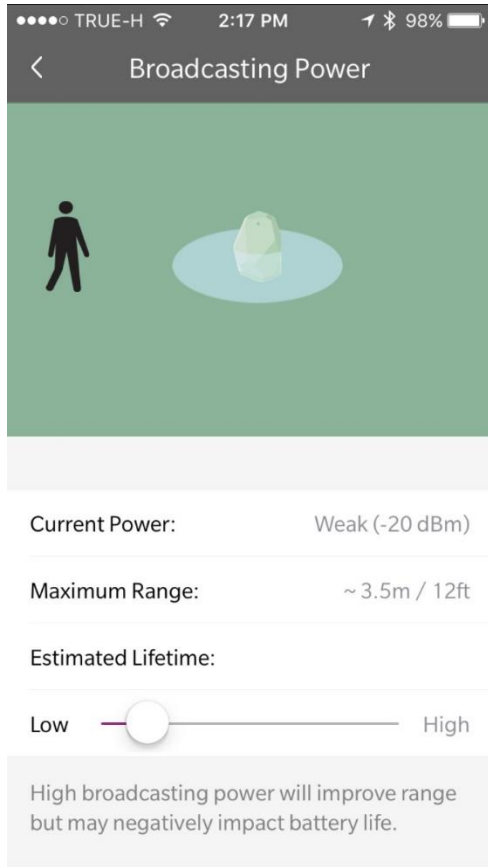 TRUE-H 2:17 PM 98%
Broadcasting Power
Current Power: Weak (-20 dBm)
Maximum Range: ~ 3.5m / 12ft
Estimated Lifetime:
Low High
High broadcasting power will improve range
but may negatively impact battery life.